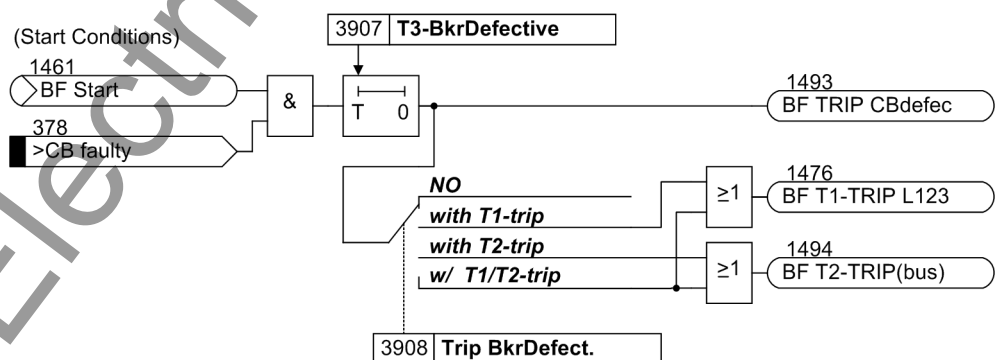 3907 T3-BkrDefective
(Start Conditions)
1461
BF Start
&
T 0
1493
BF TRIP CBdefec
378
>CB faulty
NO
with T1-trip
with T2-trip
w/ T1/T2-trip
≥1
1476
BF T1-TRIP L123
≥1
1494
BF T2-TRIP(bus)
3908 Trip BkrDefect.